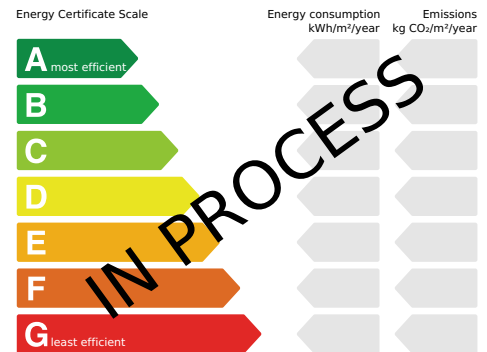 Energy Certificate Scale
Energy consumption
kWh/m²/year
Emissions
kg CO₂/m²/year
A most efficient
B
C
D
E
F
G least efficient
IN PROCESS